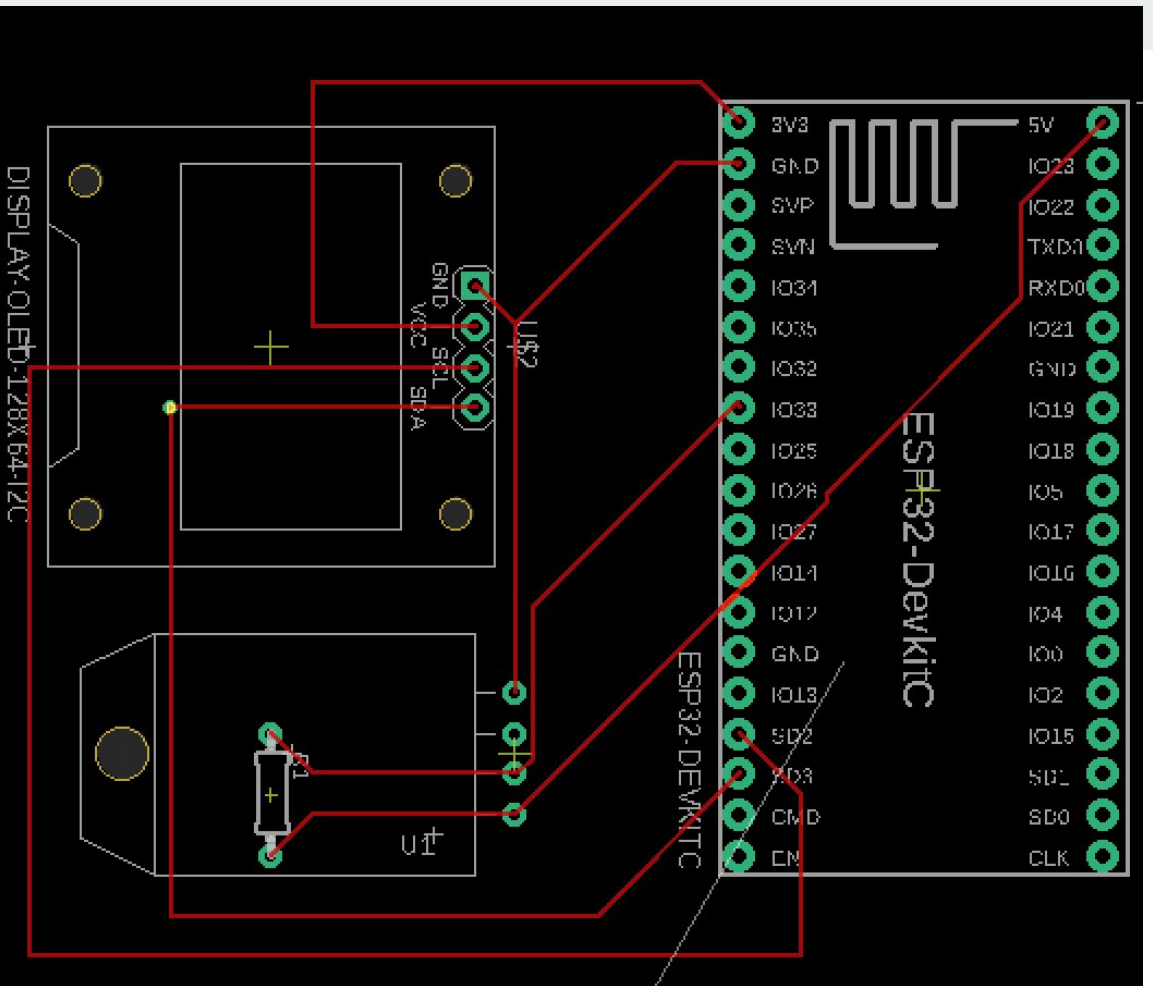 DISPLAY-OLED-128X64-I2C
GND
VCC
SCL
SDA
U$2
R1
U1
3V3
GND
SVP
SVN
IO34
IO35
IO32
IO33
IO25
IO26
IO27
IO14
IO12
GND
IO13
SD2
SD3
CMD
EN
5V
IO23
IO22
TXD0
RXD0
IO21
GND
IO19
IO18
IO5
IO17
IO16
IO4
IO0
IO2
IO15
SD1
SD0
CLK
ESP32-DevkitC
ESP32-DEVKITC